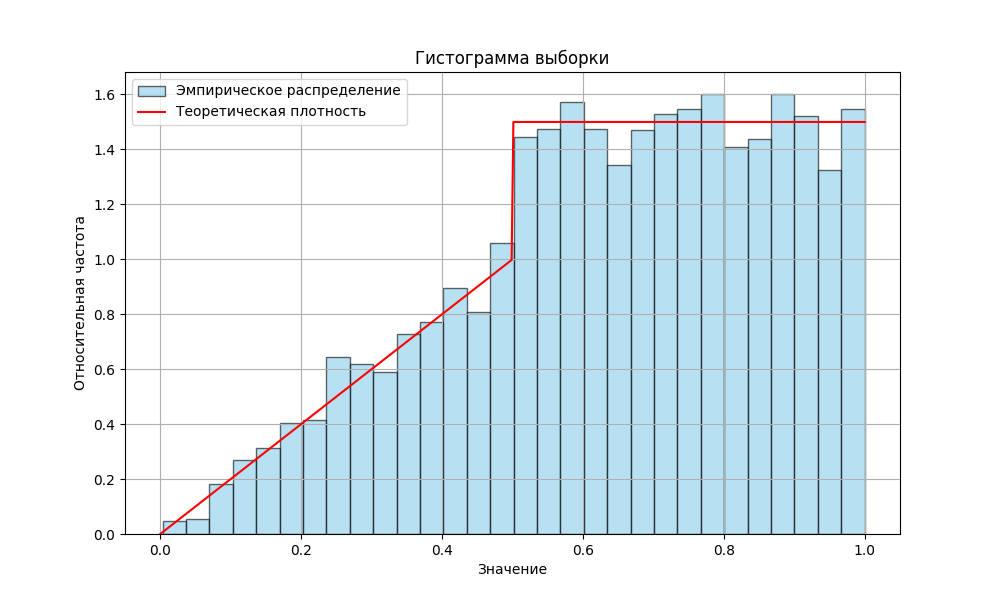 Гистограмма выборки
Эмпирическое распределение
Теоретическая плотность
Относительная частота
1.6
1.4
1.2
1.0
0.8
0.6
0.4
0.2
0.0
0.0 0.2 0.4 0.6 0.8 1.0
Значение